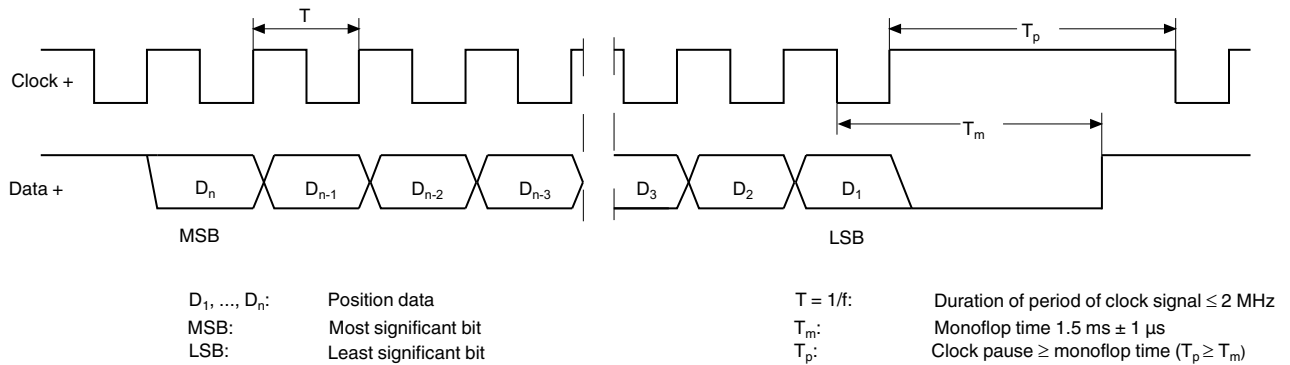 T
Tp
Clock +
Tm
Data +
Dn
Dn-1
Dn-2
Dn-3
D3
D2
D1
MSB
LSB
D1, ..., Dn: Position data
MSB: Most significant bit
LSB: Least significant bit
T = 1/f: Duration of period of clock signal ≤ 2 MHz
Tm: Monoflop time 1.5 ms ± 1 µs
Tp: Clock pause ≥ monoflop time (Tp ≥ Tm)